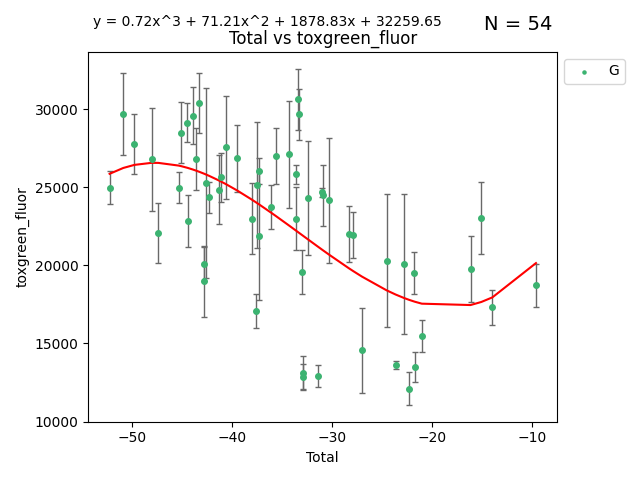 y = 0.72x^3 + 71.21x^2 + 1878.83x + 32259.65
N = 54
Total vs toxgreen_fluor
G
toxgreen_fluor
30000
25000
20000
15000
10000
−50
−40
−30
−20
−10
Total